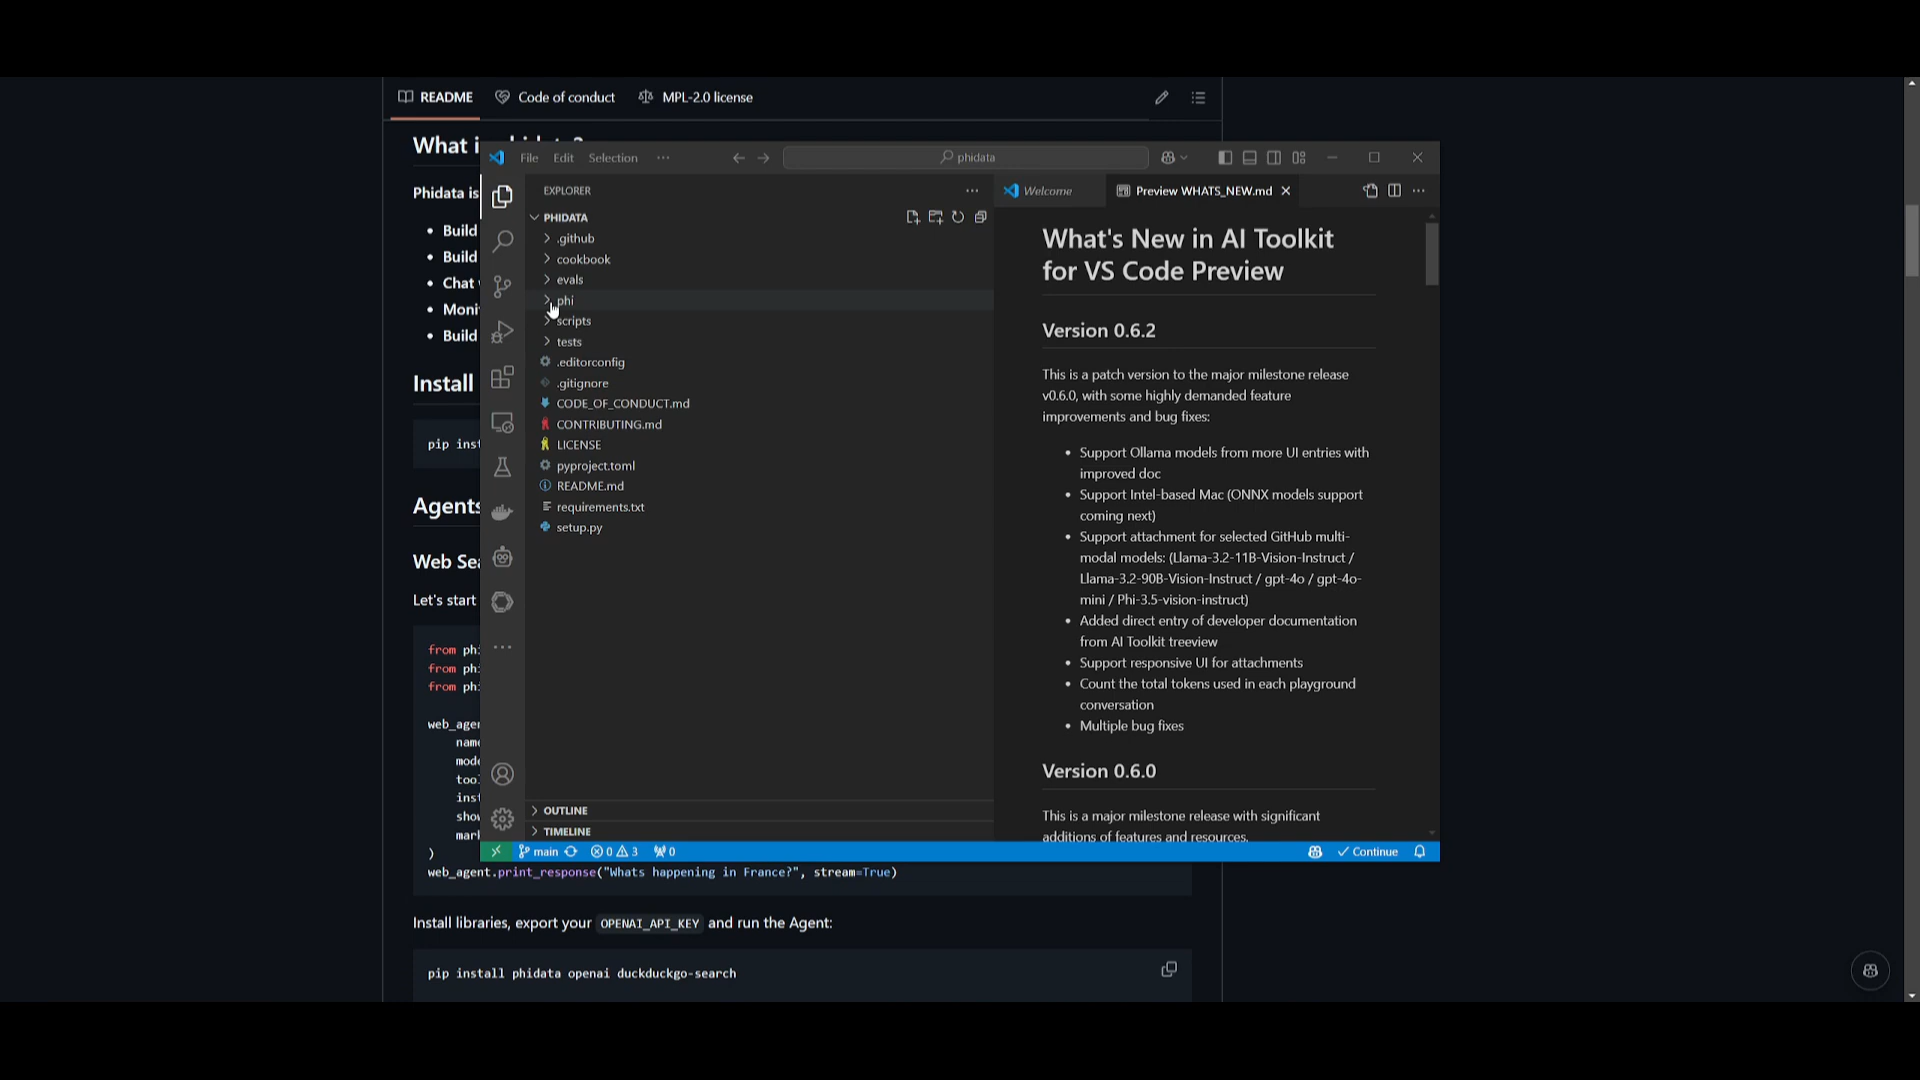 README
Code of conduct
MPL-2.0 license
What i
Phidata is
Build
Build
Chat
Moni
Build
Install
pip inst
Agents
Web Sea
Let's start
from phi
from phi
from phi
web_agen
name
mode
tool
inst
show
mark
)
web_agent.print_response("Whats happening in France?", stream=True)
Install libraries, export your OPENAI_API_KEY and run the Agent:
pip install phidata openai duckduckgo-search
File Edit Selection ···
phidata
EXPLORER
PHIDATA
.github
cookbook
evals
phi
scripts
tests
.editorconfig
.gitignore
CODE_OF_CONDUCT.md
CONTRIBUTING.md
LICENSE
pyproject.toml
README.md
requirements.txt
setup.py
OUTLINE
TIMELINE
Welcome
Preview WHATS_NEW.md
What's New in AI Toolkit
for VS Code Preview
Version 0.6.2
This is a patch version to the major milestone release
v0.6.0, with some highly demanded feature
improvements and bug fixes:
• Support Ollama models from more UI entries with
improved doc
• Support Intel-based Mac (ONNX models support
coming next)
• Support attachment for selected GitHub multi-
modal models: (Llama-3.2-11B-Vision-Instruct /
Llama-3.2-90B-Vision-Instruct / gpt-4o / gpt-4o-
mini / Phi-3.5-vision-instruct)
• Added direct entry of developer documentation
from AI Toolkit treeview
• Support responsive UI for attachments
• Count the total tokens used in each playground
conversation
• Multiple bug fixes
Version 0.6.0
This is a major milestone release with significant
additions of features and resources.
main 0 3 0
Continue